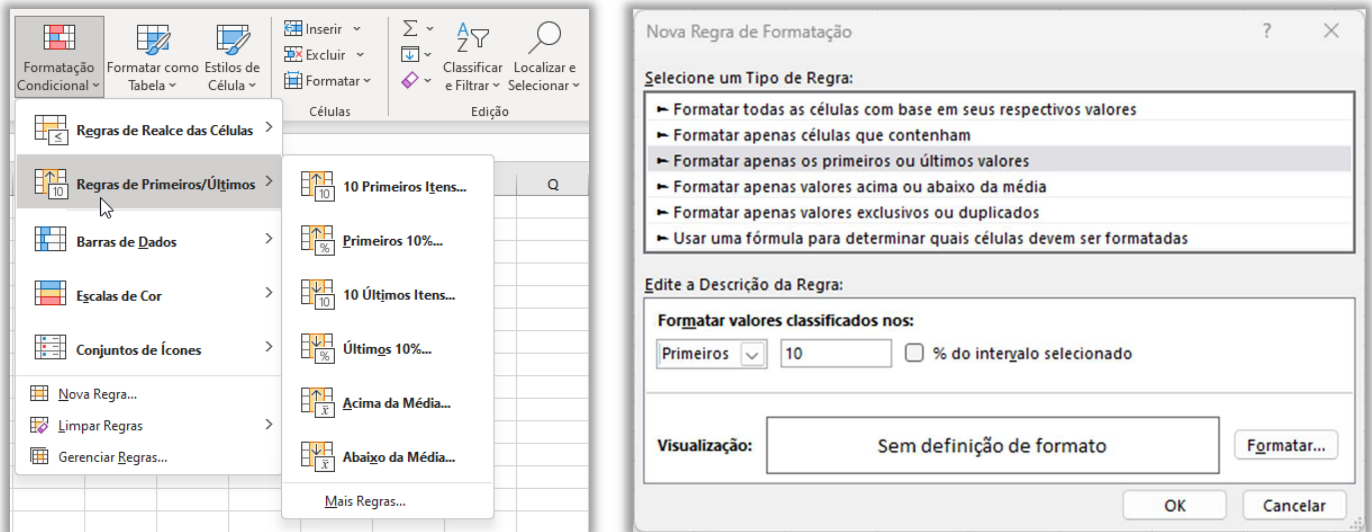 Formatação Condicional
Formatar como Tabela
Estilos de Célula
Inserir
Excluir
Formatar
Células
Classificar e Filtrar
Localizar e Selecionar
Edição
Regras de Realce das Células
Regras de Primeiros/Últimos
Barras de Dados
Escalas de Cor
Conjuntos de Ícones
Nova Regra...
Limpar Regras
Gerenciar Regras...
Q
10 Primeiros Itens...
Primeiros 10%...
10 Últimos Itens...
Últimos 10%...
Acima da Média...
Abaixo da Média...
Mais Regras...
Nova Regra de Formatação
Selecione um Tipo de Regra:
► Formatar todas as células com base em seus respectivos valores
► Formatar apenas células que contenham
► Formatar apenas os primeiros ou últimos valores
► Formatar apenas valores acima ou abaixo da média
► Formatar apenas valores exclusivos ou duplicados
► Usar uma fórmula para determinar quais células devem ser formatadas
Edite a Descrição da Regra:
Formatar valores classificados nos:
Primeiros 10 % do intervalo selecionado
Visualização: Sem definição de formato Formatar...
OK Cancelar